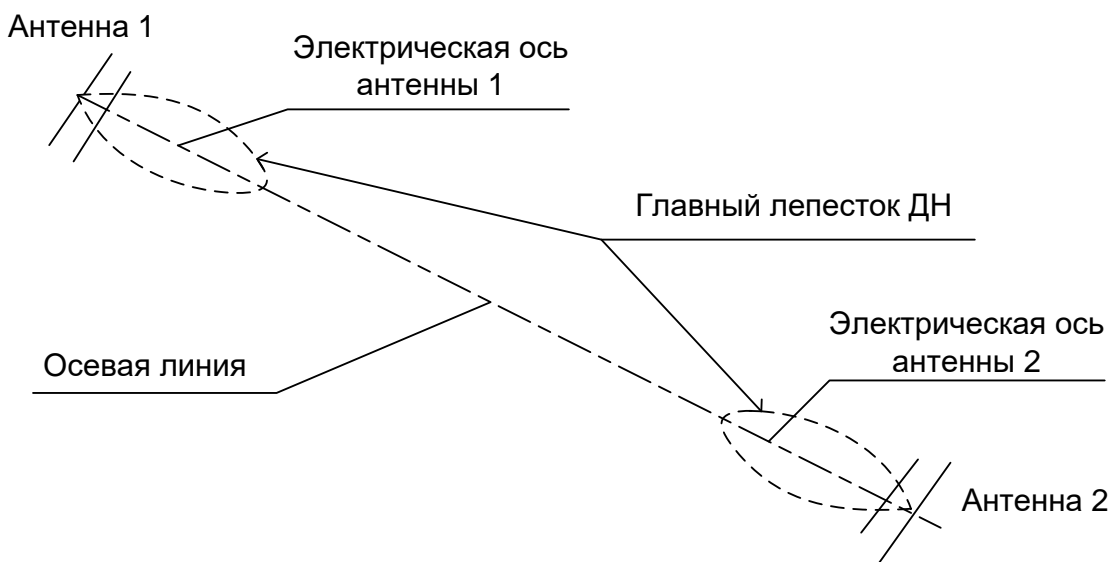 Антенна 1
Электрическая ось
антенны 1
Главный лепесток ДН
Электрическая ось
антенны 2
Осевая линия
Антенна 2